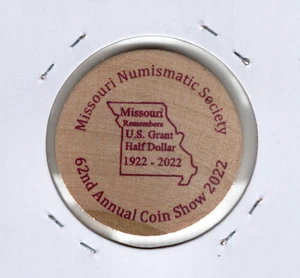 Missouri Numismatic Society
Missouri
Remembers
U.S. Grant
Half Dollar
1922 - 2022
62nd Annual Coin Show 2022